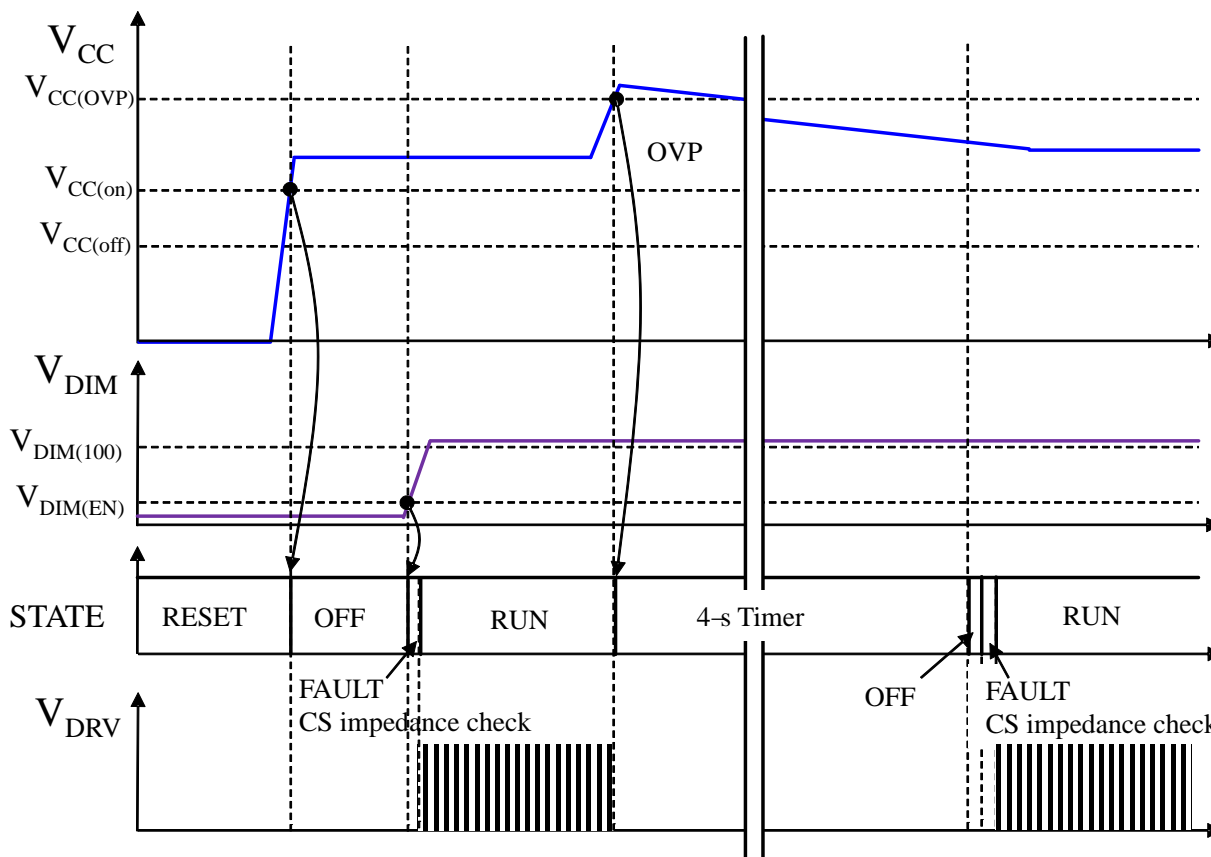 VCC
VCC(OVP)
OVP
VCC(on)
VCC(off)
VDIM
VDIM(100)
VDIM(EN)
STATE
RESET
OFF
RUN
4–s Timer
RUN
FAULT
CS impedance check
OFF
FAULT
CS impedance check
VDRV